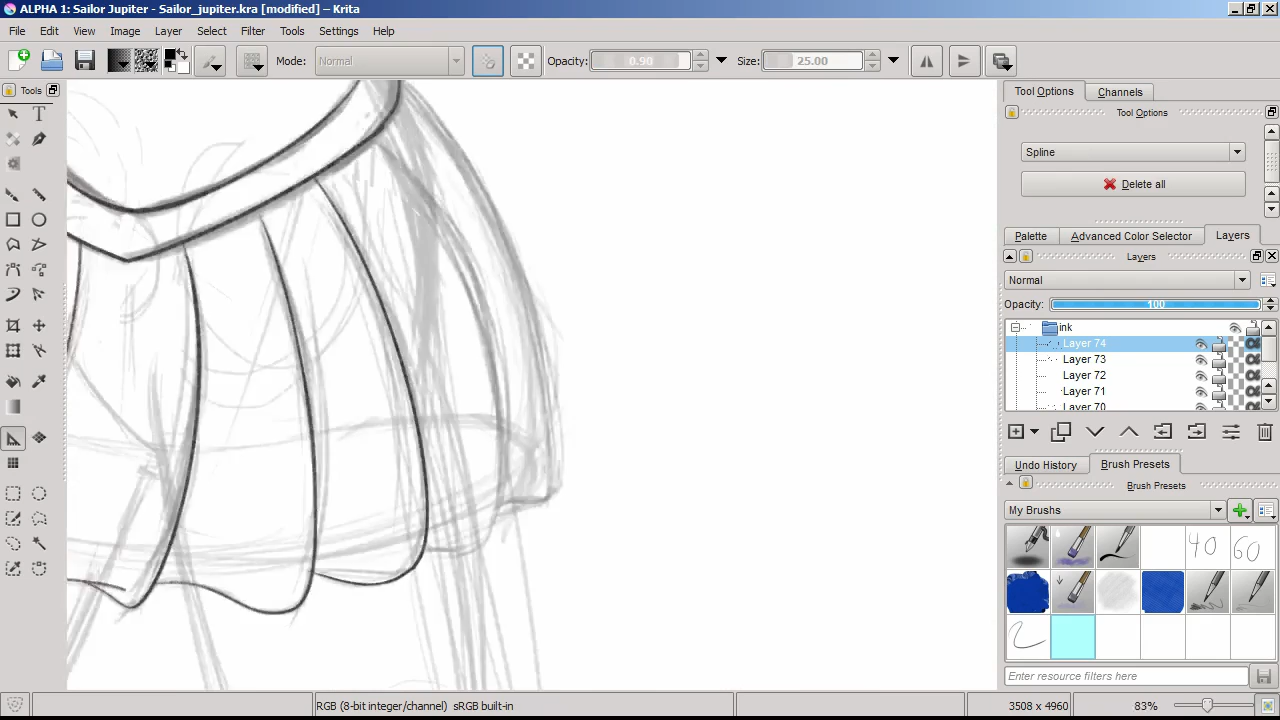 ALPHA 1: Sailor Jupiter - Sailor_jupiter.kra [modified] – Krita
File Edit View Image Layer Select Filter Tools Settings Help
Mode: Normal Opacity: 0.90 Size: 25.00
Tools
T
Tool Options Channels
Tool Options
Spline
Delete all
Palette Advanced Color Selector Layers
Layers
Normal
Opacity: 100
ink
Layer 74
Layer 73
Layer 72
Layer 71
Layer 70
Undo History Brush Presets
Brush Presets
My Brushes
40 60
Enter resource filters here
RGB (8-bit integer/channel) sRGB built-in 3508 x 4960 83%